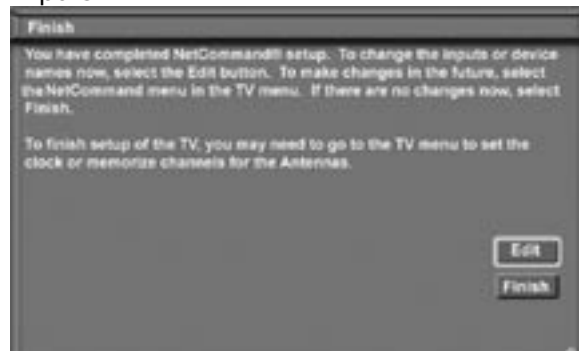 Finish
You have completed NetCommand® setup. To change the inputs or device
names now, select the Edit button. To make changes in the future, select
the NetCommand menu in the TV menu. If there are no changes now, select
Finish.
To finish setup of the TV, you may need to go to the TV menu to set the
clock or memorize channels for the Antennas.
Edit
Finish